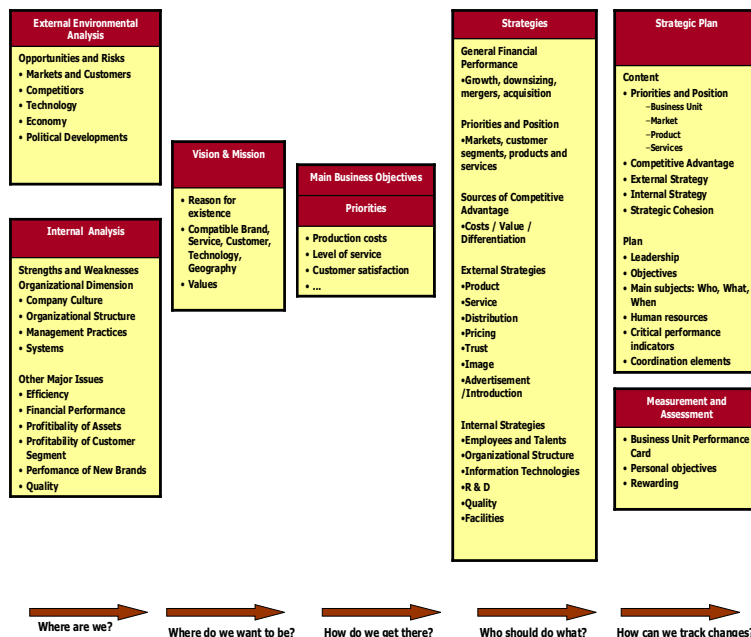 External Environmental
Analysis
Opportunities and Risks
• Markets and Customers
• Competitiors
• Technology
• Economy
• Political Developments
Internal Analysis
Strengths and Weaknesses
Organizational Dimension
• Company Culture
• Organizational Structure
• Management Practices
• Systems
Other Major Issues
• Efficiency
• Financial Performance
• Profitibality of Assets
• Profitability of Customer
Segment
• Perfomance of New Brands
• Quality
Vision & Mission
• Reason for
existence
• Compatible Brand,
Service, Customer,
Technology,
Geography
• Values
Main Business Objectives
Priorities
• Production costs
• Level of service
• Customer satisfaction
• ...
Strategies
General Financial
Performance
•Growth, downsizing,
mergers, acquisition
Priorities and Position
•Markets, customer
segments, products and
services
Sources of Competitive
Advantage
•Costs / Value /
Differentiation
External Strategies
•Product
•Service
•Distribution
•Pricing
•Trust
•Image
•Advertisement
/Introduction
Internal Strategies
•Employees and Talents
•Organizational Structure
•Information Technologies
•R & D
•Quality
•Facilities
Strategic Plan
Content
• Priorities and Position
–Business Unit
–Market
–Product
–Services
• Competitive Advantage
• External Strategy
• Internal Strategy
• Strategic Cohesion
Plan
• Leadership
• Objectives
• Main subjects: Who, What,
When
• Human resources
• Critical performance
indicators
• Coordination elements
Measurement and
Assessment
• Business Unit Performance
Card
• Personal objectives
• Rewarding
Where are we?
Where do we want to be?
How do we get there?
Who should do what?
How can we track changes?